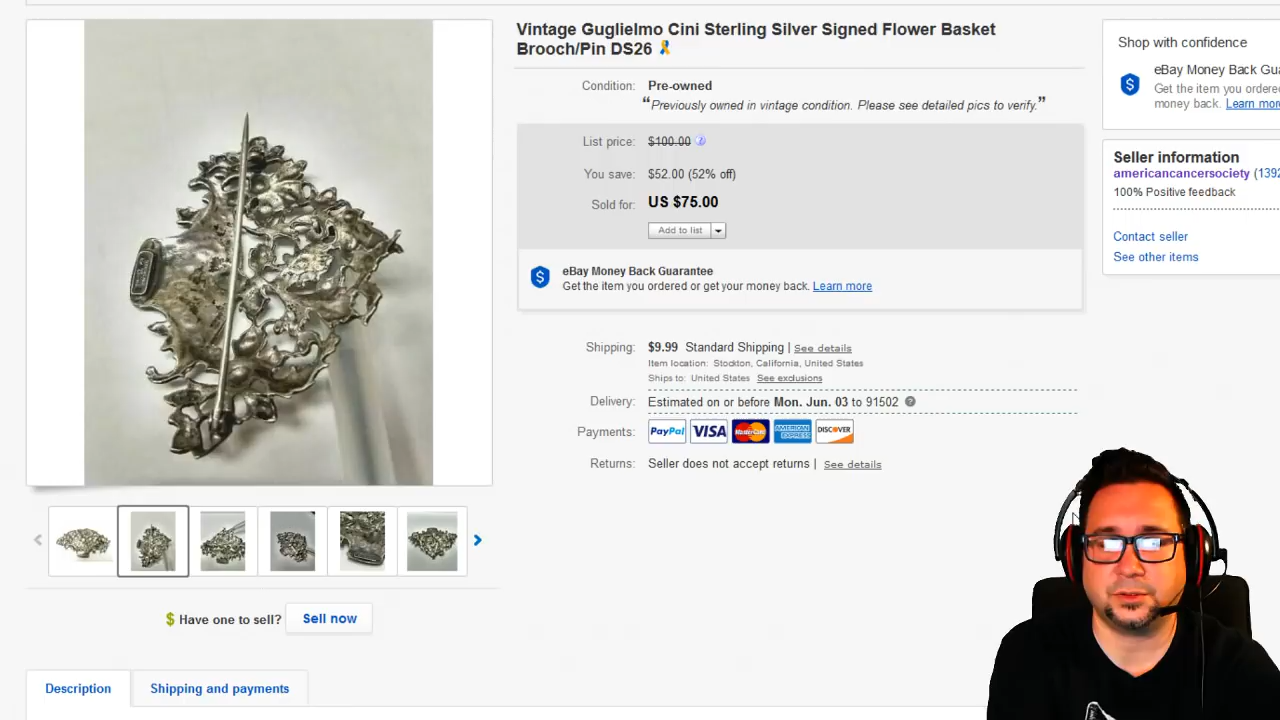 Vintage Guglielmo Cini Sterling Silver Signed Flower Basket
Brooch/Pin DS26
Condition: Pre-owned
“Previously owned in vintage condition. Please see detailed pics to verify.”
List price: $100.00
You save: $52.00 (52% off)
Sold for: US $75.00
Add to list
eBay Money Back Guarantee
Get the item you ordered or get your money back. Learn more
Shipping: $9.99 Standard Shipping | See details
Item location: Stockton, California, United States
Ships to: United States See exclusions
Delivery: Estimated on or before Mon. Jun. 03 to 91502
Payments: PayPal VISA MasterCard AMERICAN EXPRESS DISCOVER
Returns: Seller does not accept returns | See details
Shop with confidence
eBay Money Back Gua
Get the item you ordered
money back. Learn mor
Seller information
americancancersociety (1392
100% Positive feedback
Contact seller
See other items
$ Have one to sell? Sell now
Description
Shipping and payments